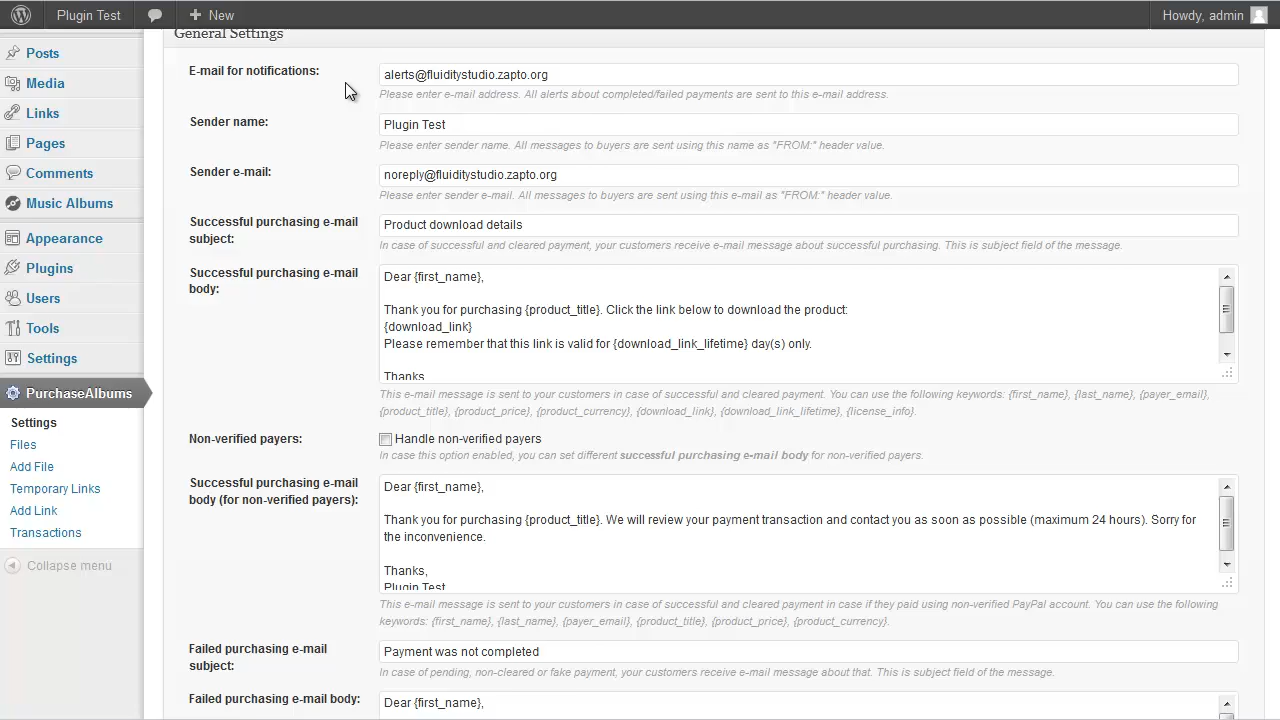 Plugin Test
New
Howdy, admin
General Settings
Posts
Media
Links
Pages
Comments
Music Albums
Appearance
Plugins
Users
Tools
Settings
PurchaseAlbums
Settings
Files
Add File
Temporary Links
Add Link
Transactions
Collapse menu
E-mail for notifications:
alerts@fluiditystudio.zapto.org
Please enter e-mail address. All alerts about completed/failed payments are sent to this e-mail address.
Sender name:
Plugin Test
Please enter sender name. All messages to buyers are sent using this name as "FROM:" header value.
Sender e-mail:
noreply@fluiditystudio.zapto.org
Please enter sender e-mail. All messages to buyers are sent using this e-mail as "FROM:" header value.
Successful purchasing e-mail
subject:
Product download details
In case of successful and cleared payment, your customers receive e-mail message about successful purchasing. This is subject field of the message.
Successful purchasing e-mail
body:
Dear {first_name},
Thank you for purchasing {product_title}. Click the link below to download the product:
{download_link}
Please remember that this link is valid for {download_link_lifetime} day(s) only.
Thanks
This e-mail message is sent to your customers in case of successful and cleared payment. You can use the following keywords: {first_name}, {last_name}, {payer_email},
{product_title}, {product_price}, {product_currency}, {download_link}, {download_link_lifetime}, {license_info}.
Non-verified payers:
Handle non-verified payers
In case this option enabled, you can set different successful purchasing e-mail body for non-verified payers.
Successful purchasing e-mail
body (for non-verified payers):
Dear {first_name},
Thank you for purchasing {product_title}. We will review your payment transaction and contact you as soon as possible (maximum 24 hours). Sorry for
the inconvenience.
Thanks,
Plugin Test
This e-mail message is sent to your customers in case of successful and cleared payment in case if they paid using non-verified PayPal account. You can use the following
keywords: {first_name}, {last_name}, {payer_email}, {product_title}, {product_price}, {product_currency}.
Failed purchasing e-mail
subject:
Payment was not completed
In case of pending, non-cleared or fake payment, your customers receive e-mail message about that. This is subject field of the message.
Failed purchasing e-mail body:
Dear {first_name},